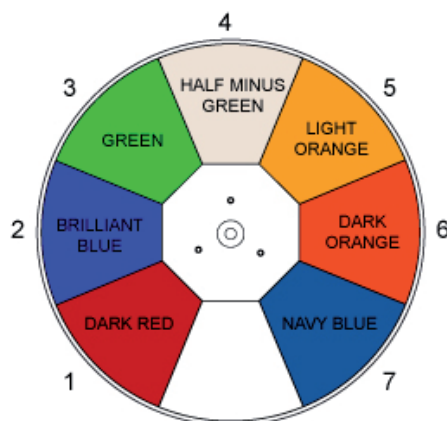 4
3
HALF MINUS
GREEN
5
GREEN
LIGHT
ORANGE
2
BRILLIANT
BLUE
DARK
ORANGE
6
DARK RED
NAVY BLUE
1
7